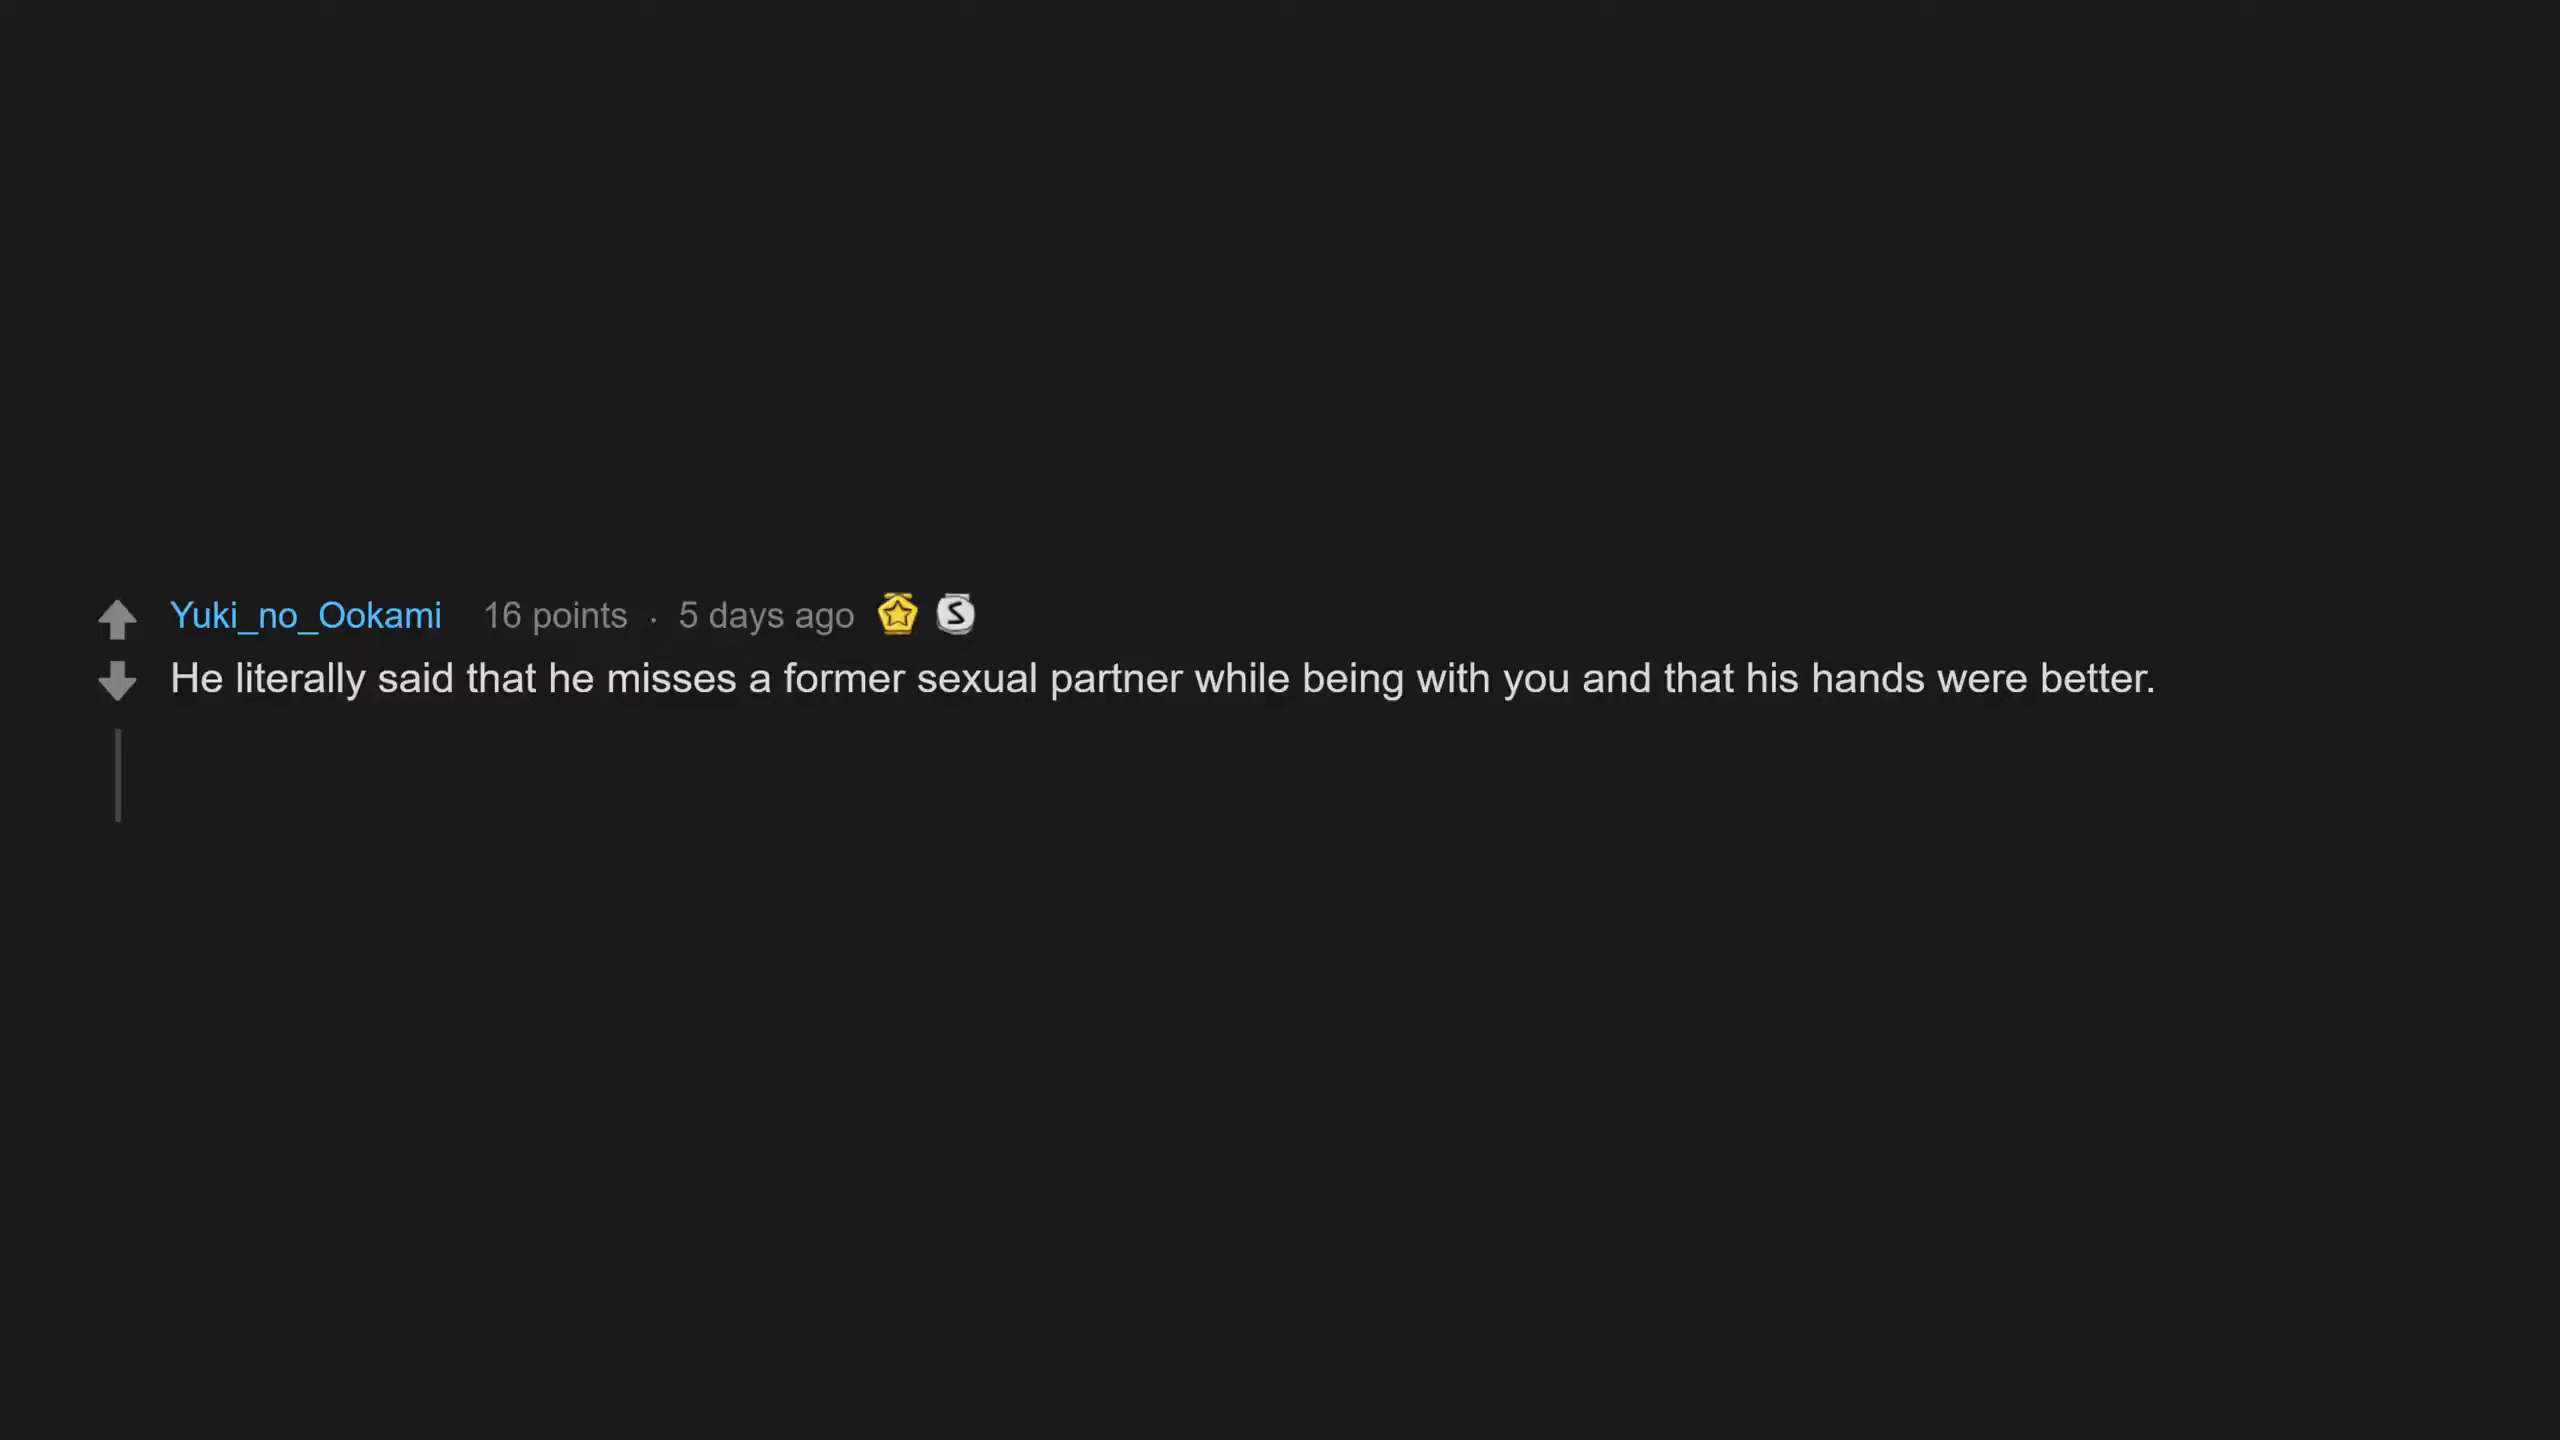 Yuki_no_Ookami 16 points · 5 days ago S
He literally said that he misses a former sexual partner while being with you and that his hands were better.